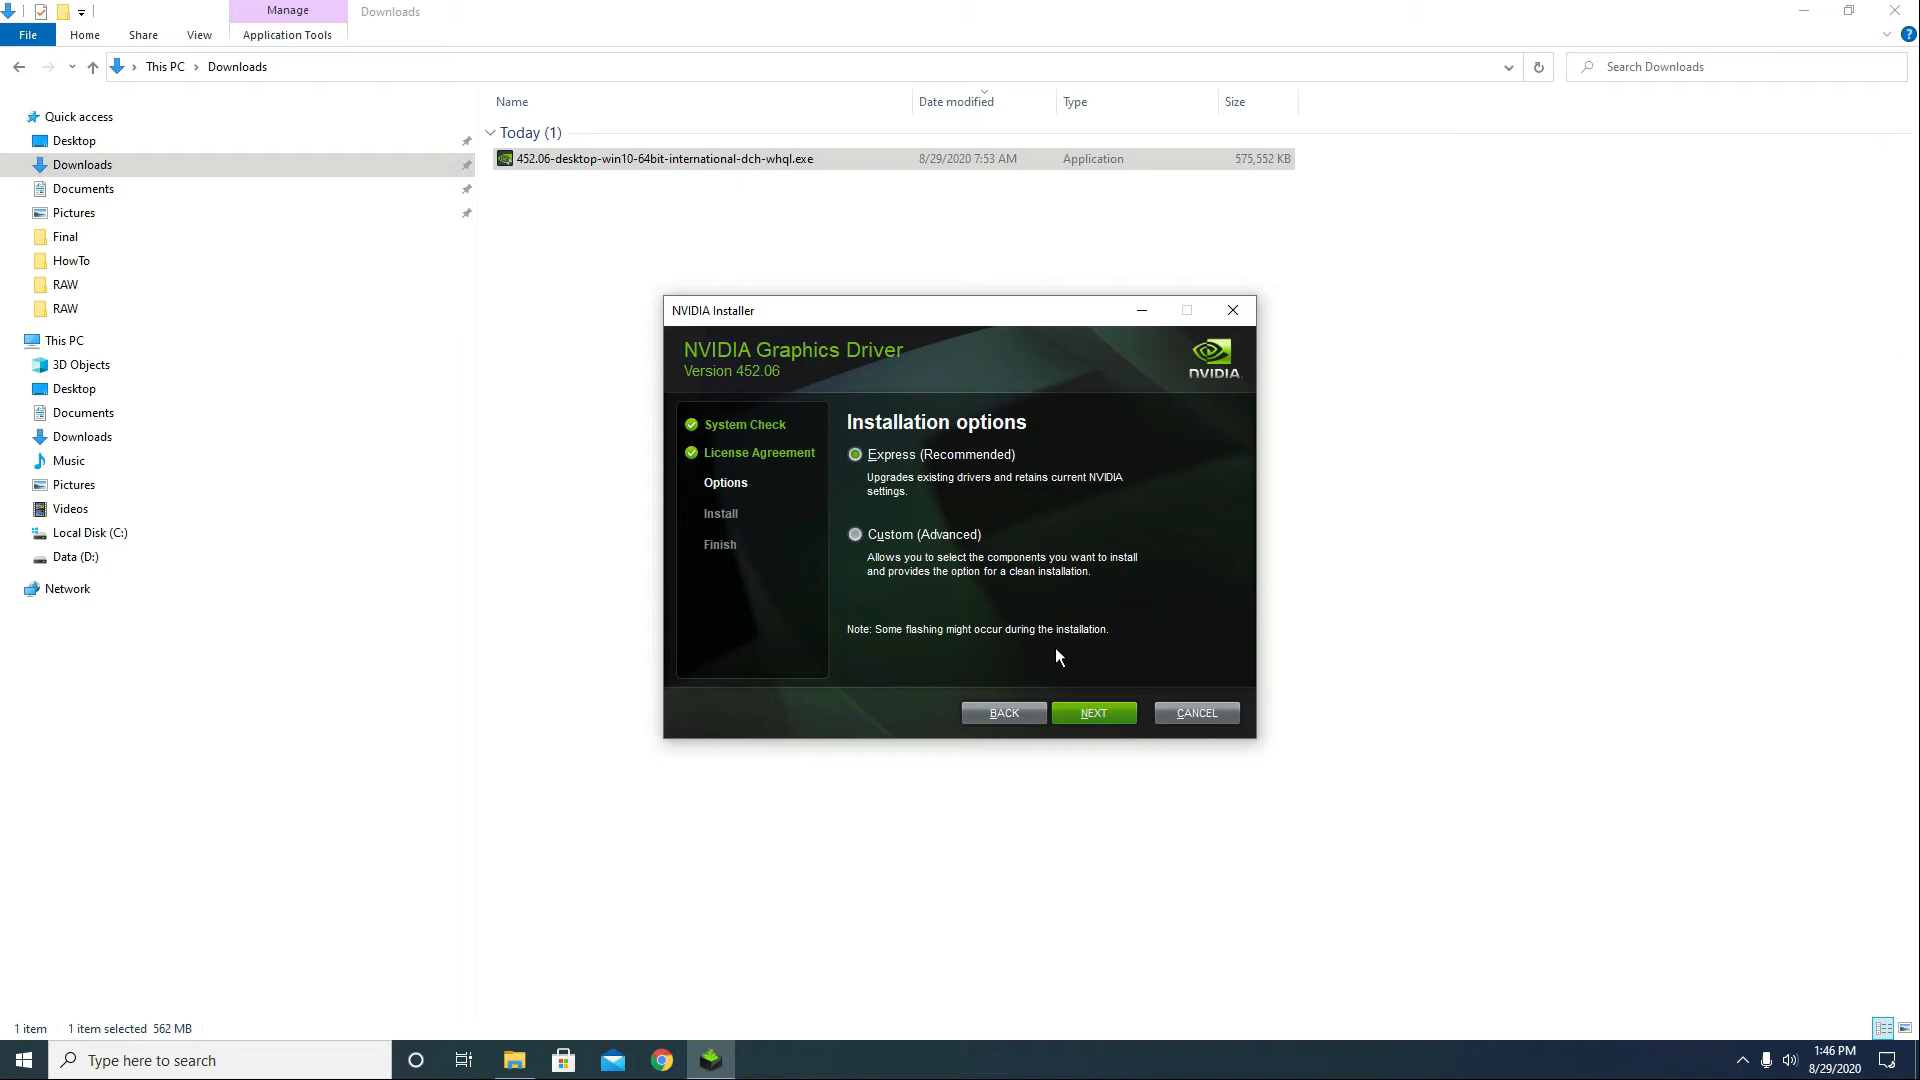 Manage
Downloads
File
Home
Share
View
Application Tools
This PC
Downloads
Search Downloads
Name
Date modified
Type
Size
Quick access
Desktop
Downloads
Documents
Pictures
Final
HowTo
RAW
RAW
This PC
3D Objects
Desktop
Documents
Downloads
Music
Pictures
Videos
Local Disk (C:)
Data (D:)
Network
Today (1)
452.06-desktop-win10-64bit-international-dch-whql.exe
8/29/2020 7:53 AM
Application
575,552 KB
NVIDIA Installer
NVIDIA Graphics Driver
Version 452.06
NVIDIA
System Check
License Agreement
Options
Install
Finish
Installation options
Express (Recommended)
Upgrades existing drivers and retains current NVIDIA
settings.
Custom (Advanced)
Allows you to select the components you want to install
and provides the option for a clean installation.
Note: Some flashing might occur during the installation.
BACK
NEXT
CANCEL
1 item
1 item selected 562 MB
Type here to search
1:46 PM
8/29/2020